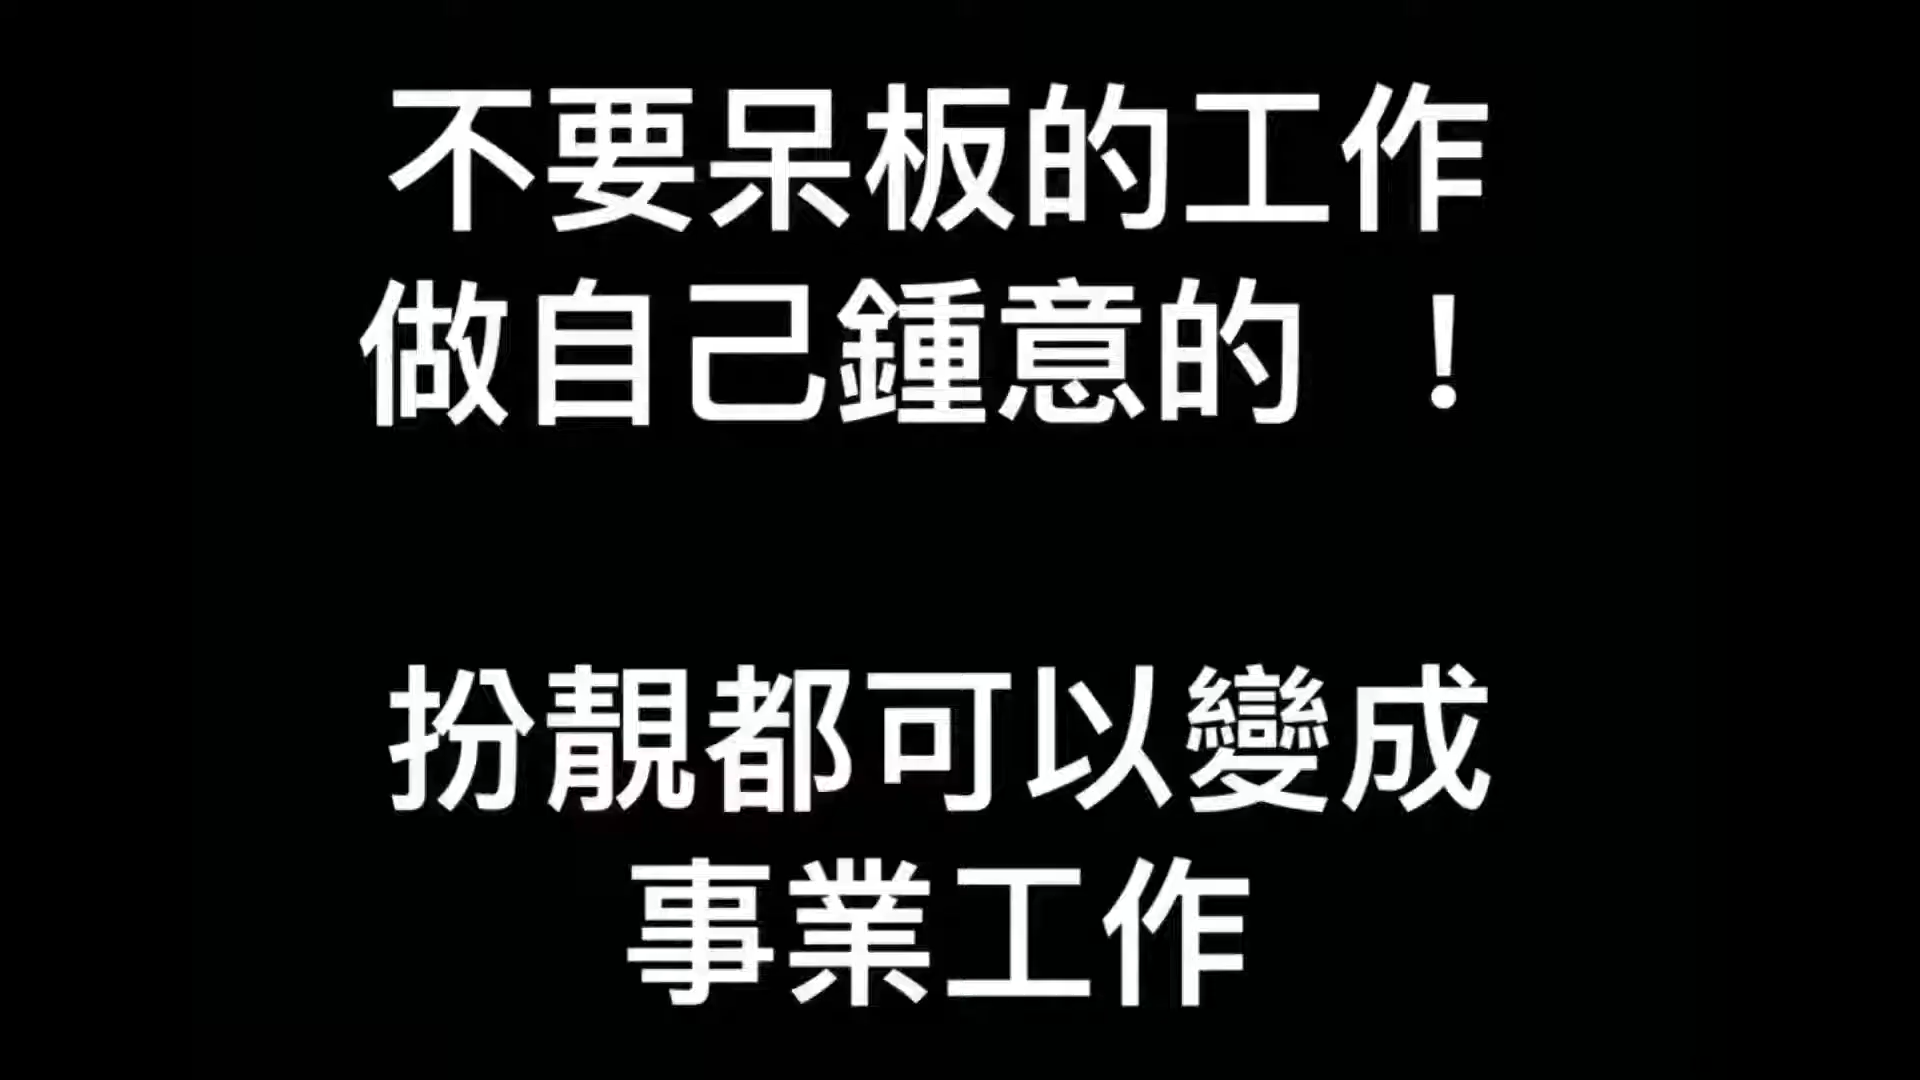 不要呆板的工作
做自己鍾意的 ！
扮靚都可以變成
事業工作